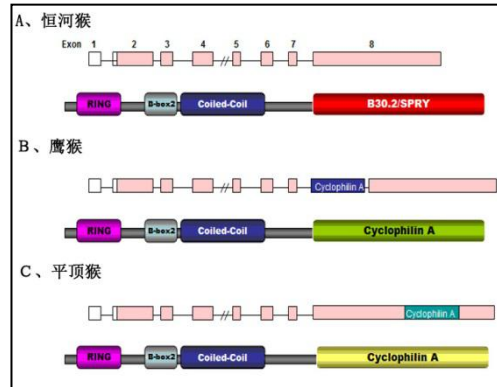 A、恒河猴
Exon 1 2 3 4 5 6 7 8
RING B-box2 Coiled-Coil B30.2/SPRY
B、鹰猴
Cyclophilin A
RING B-box2 Coiled-Coil Cyclophilin A
C、平顶猴
Cyclophilin A
RING B-box2 Coiled-Coil Cyclophilin A